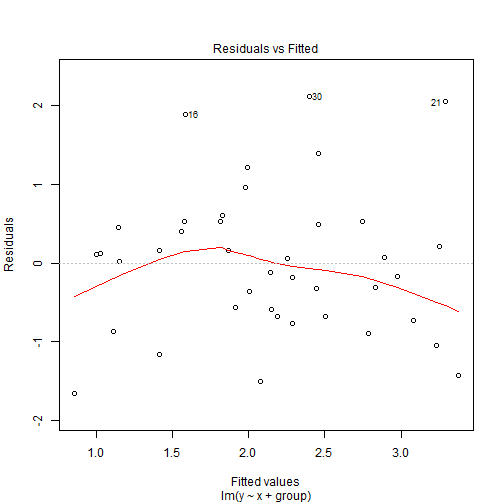 Residuals vs Fitted
2
1
0
-1
-2
Residuals
16
30
21
1.0 1.5 2.0 2.5 3.0
Fitted values
lm(y ~ x + group)